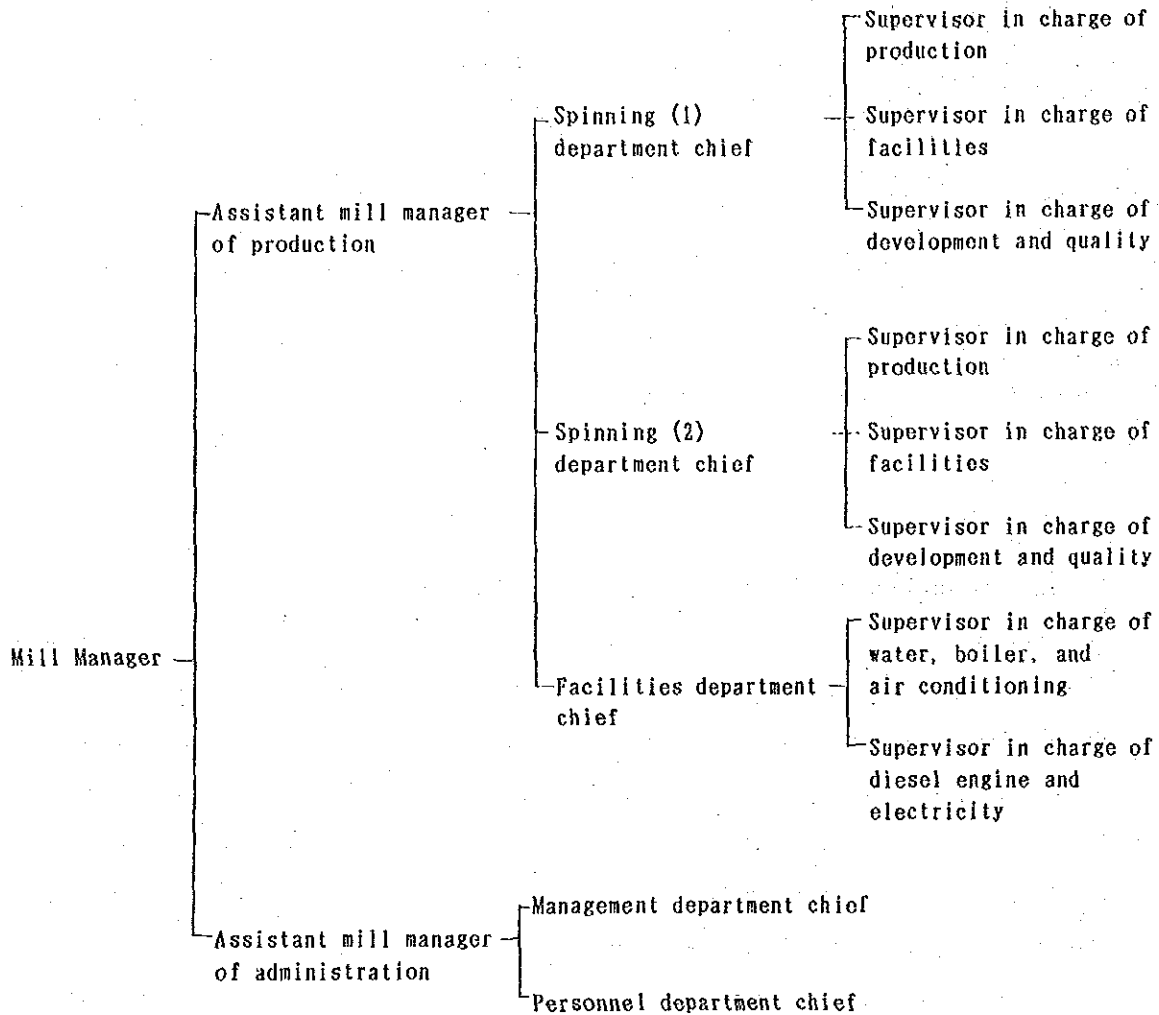 Supervisor in charge of
production
Spinning (1)
department chief
Supervisor in charge of
facilities
Assistant mill manager
of production
Supervisor in charge of
development and quality
Supervisor in charge of
production
Spinning (2)
department chief
Supervisor in charge of
facilities
Supervisor in charge of
development and quality
Mill Manager
Facilities department
chief
Supervisor in charge of
water, boiler, and
air conditioning
Supervisor in charge of
diesel engine and
electricity
Assistant mill manager
of administration
Management department chief
Personnel department chief